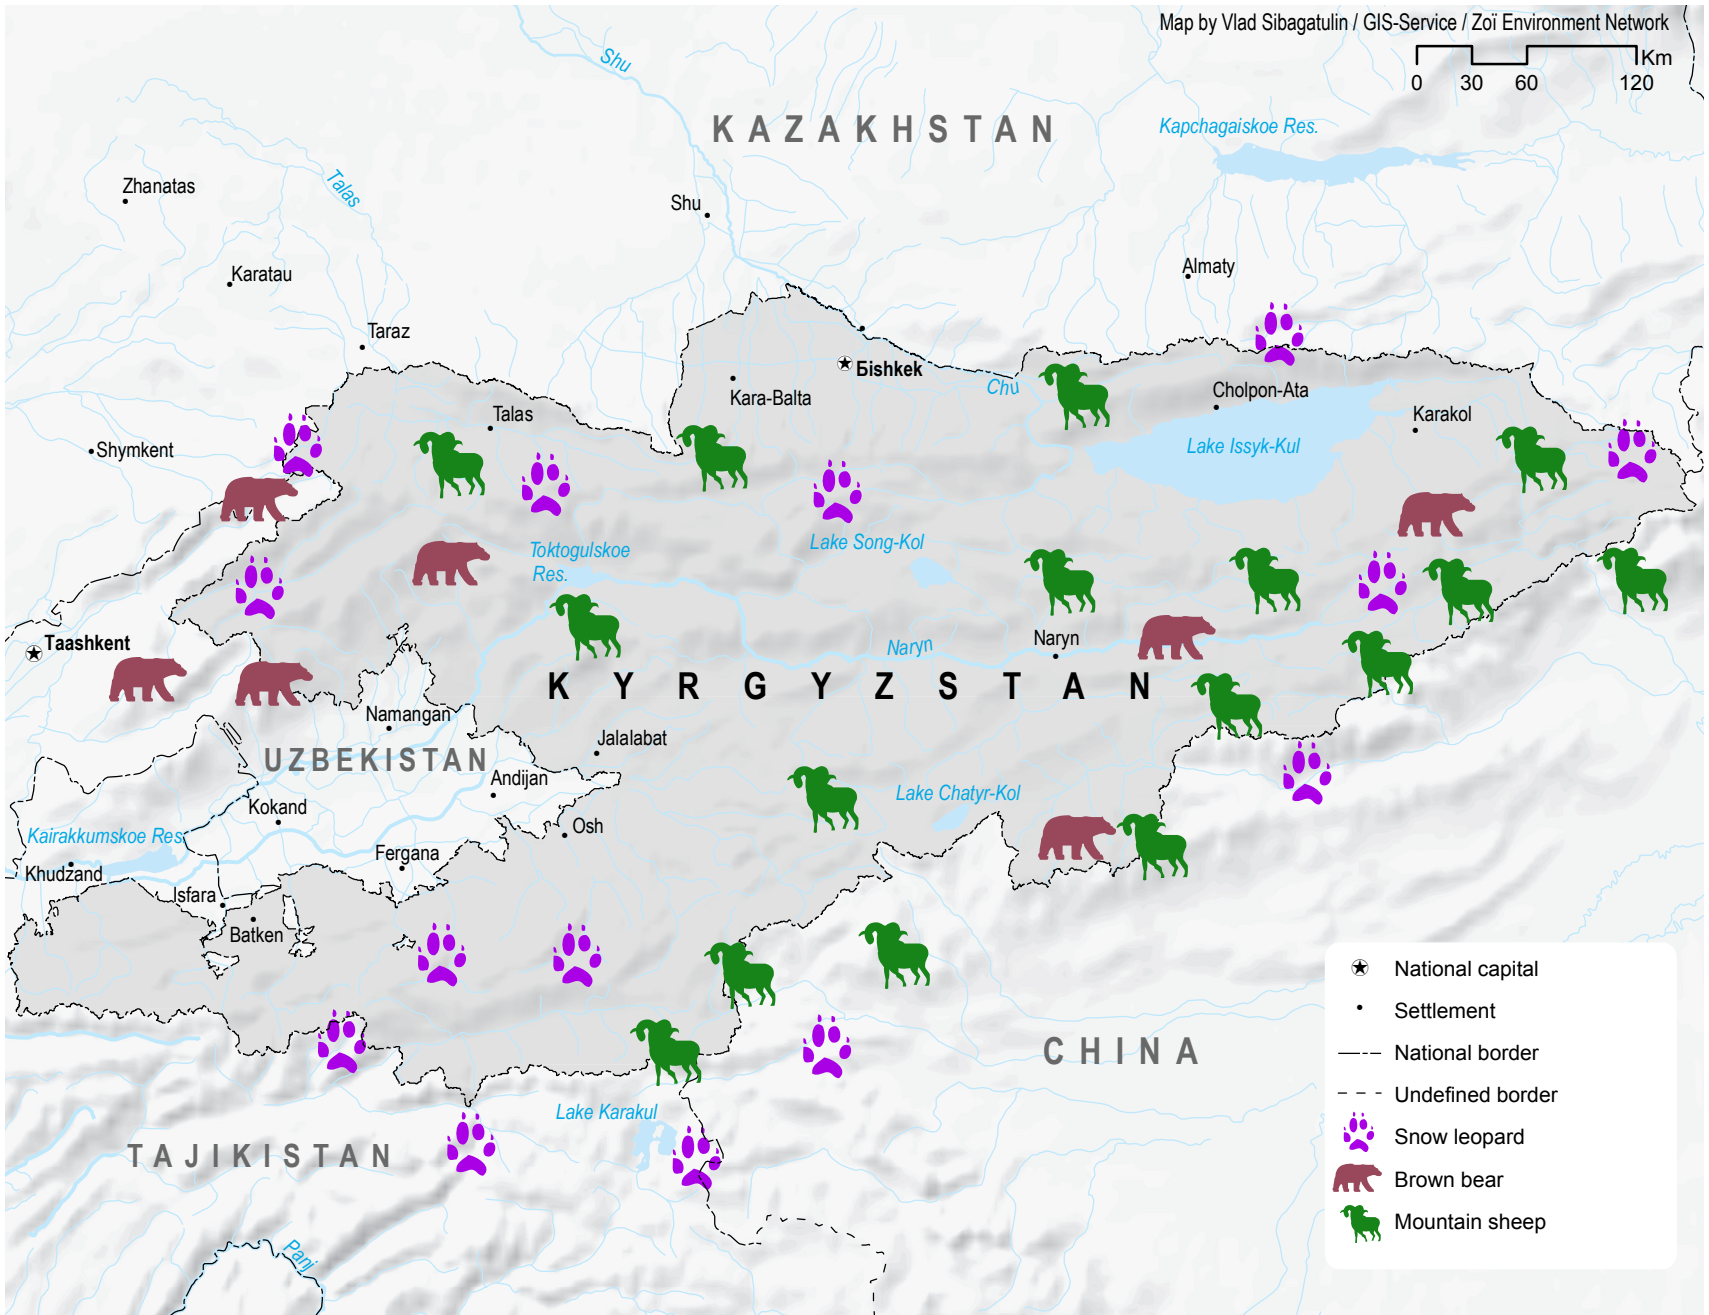 Map by Vlad Sibagatulin / GIS-Service / Zoï Environment Network
Km
0 30 60 120
Shu
KAZAKHSTAN
Kapchagaiskoe Res.
Zhanatas
Talas
Shu
Karatau
Almaty
Taraz
Бishkek
Chu
Cholpon-Ata
Kara-Balta
Talas
Karakol
Shymkent
Lake Issyk-Kul
Toktogulskoe
Res.
Lake Song-Kol
Taashkent
Naryn
Naryn
KYRGYZSTAN
Namangan
Jalalabat
UZBEKISTAN
Andijan
Lake Chatyr-Kol
Kokand
Osh
Kairakkumskoe Res.
Fergana
Khudzand
Isfara
Batken
CHINA
Lake Karakul
TAJIKISTAN
Panj
National capital
Settlement
National border
Undefined border
Snow leopard
Brown bear
Mountain sheep